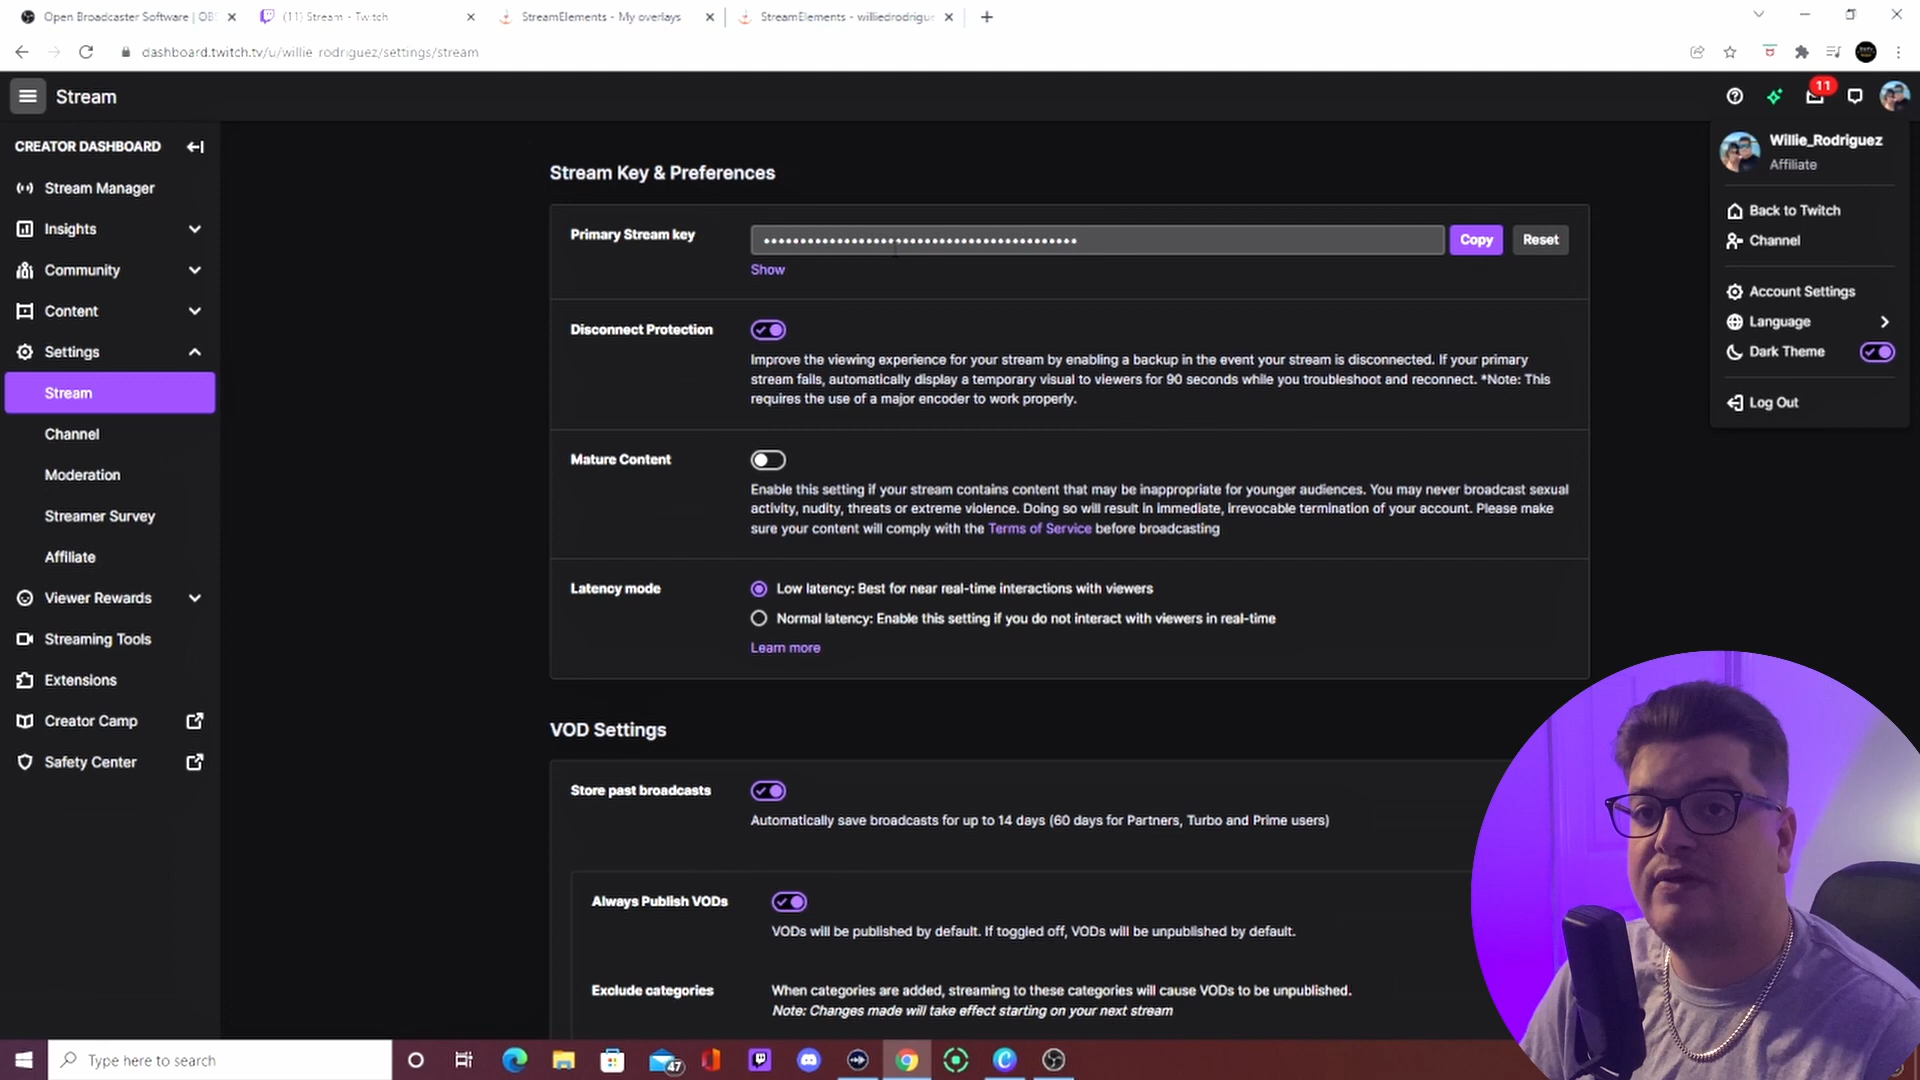 Open Broadcaster Software | OBS
(11) Stream - Twitch
StreamElements - My overlays
StreamElements - williedrodrigue
dashboard.twitch.tv/u/willie_rodriguez/settings/stream
Stream
11
CREATOR DASHBOARD
Stream Manager
Insights
Community
Content
Settings
Stream
Channel
Moderation
Streamer Survey
Affiliate
Viewer Rewards
Streaming Tools
Extensions
Creator Camp
Safety Center
Stream Key & Preferences
Primary Stream key
Copy
Reset
Show
Disconnect Protection
Improve the viewing experience for your stream by enabling a backup in the event your stream is disconnected. If your primary
stream fails, automatically display a temporary visual to viewers for 90 seconds while you troubleshoot and reconnect. *Note: This
requires the use of a major encoder to work properly.
Mature Content
Enable this setting if your stream contains content that may be inappropriate for younger audiences. You may never broadcast sexual
activity, nudity, threats or extreme violence. Doing so will result in immediate, irrevocable termination of your account. Please make
sure your content will comply with the Terms of Service before broadcasting
Latency mode
Low latency: Best for near real-time interactions with viewers
Normal latency: Enable this setting if you do not interact with viewers in real-time
Learn more
VOD Settings
Store past broadcasts
Automatically save broadcasts for up to 14 days (60 days for Partners, Turbo and Prime users)
Always Publish VODs
VODs will be published by default. If toggled off, VODs will be unpublished by default.
Exclude categories
When categories are added, streaming to these categories will cause VODs to be unpublished.
Note: Changes made will take effect starting on your next stream
Willie_Rodriguez
Affiliate
Back to Twitch
Channel
Account Settings
Language
Dark Theme
Log Out
Type here to search
47